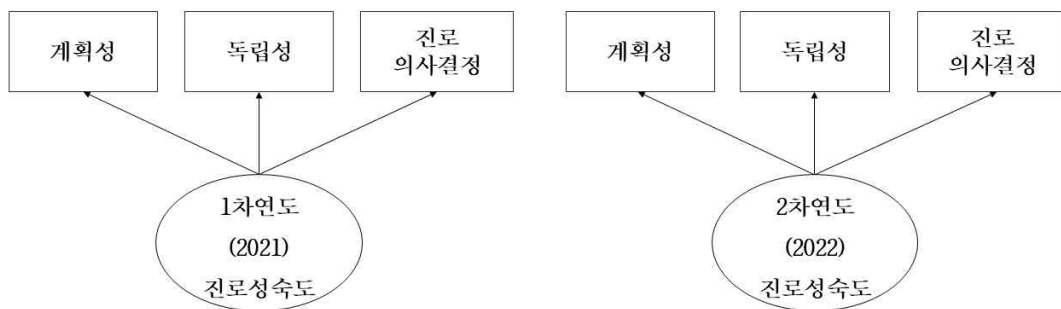 계획성
독립성
진로
의사결정
계획성
독립성
진로
의사결정
1차연도
(2021)
진로성숙도
2차연도
(2022)
진로성숙도